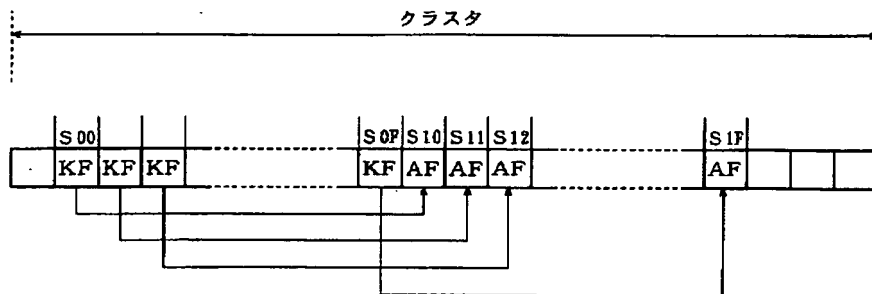 クラスタ
S00 S0F S10 S11 S12 S1F
KF KF KF KF AF AF AF AF